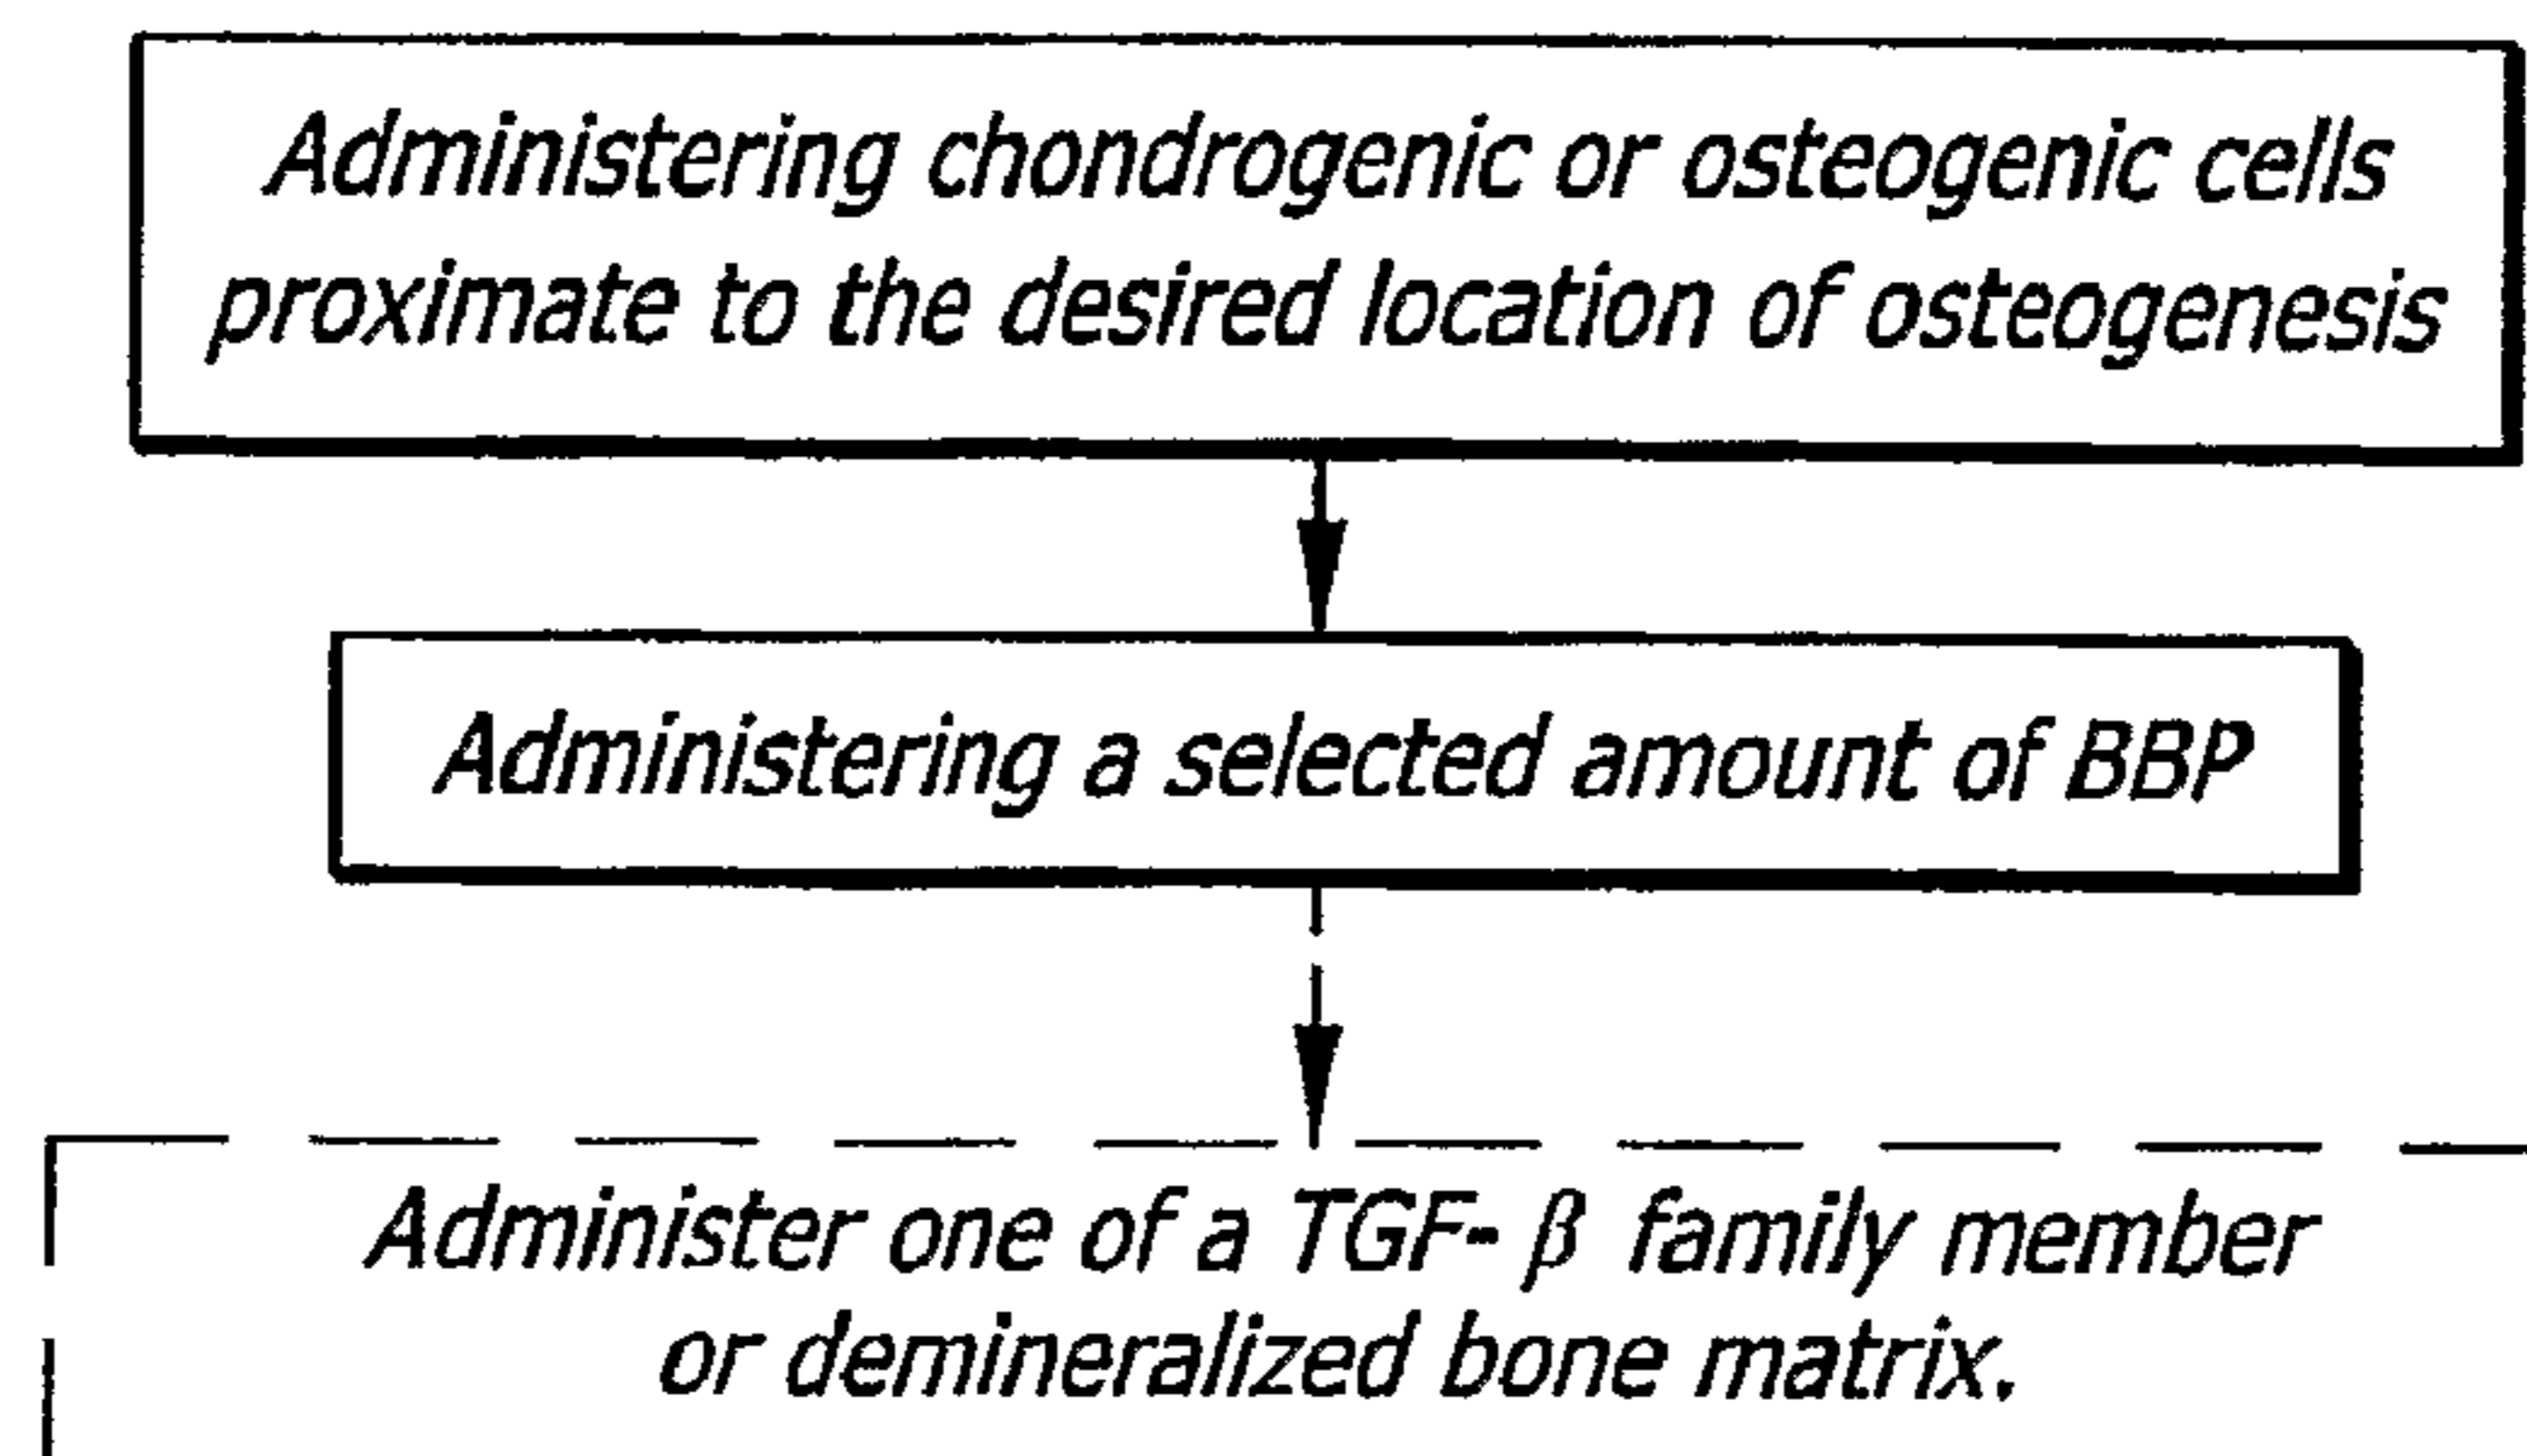 Administering chondrogenic or osteogenic cells
proximate to the desired location of osteogenesis
Administering a selected amount of BBP
Administer one of a TGF- β family member
or demineralized bone matrix.